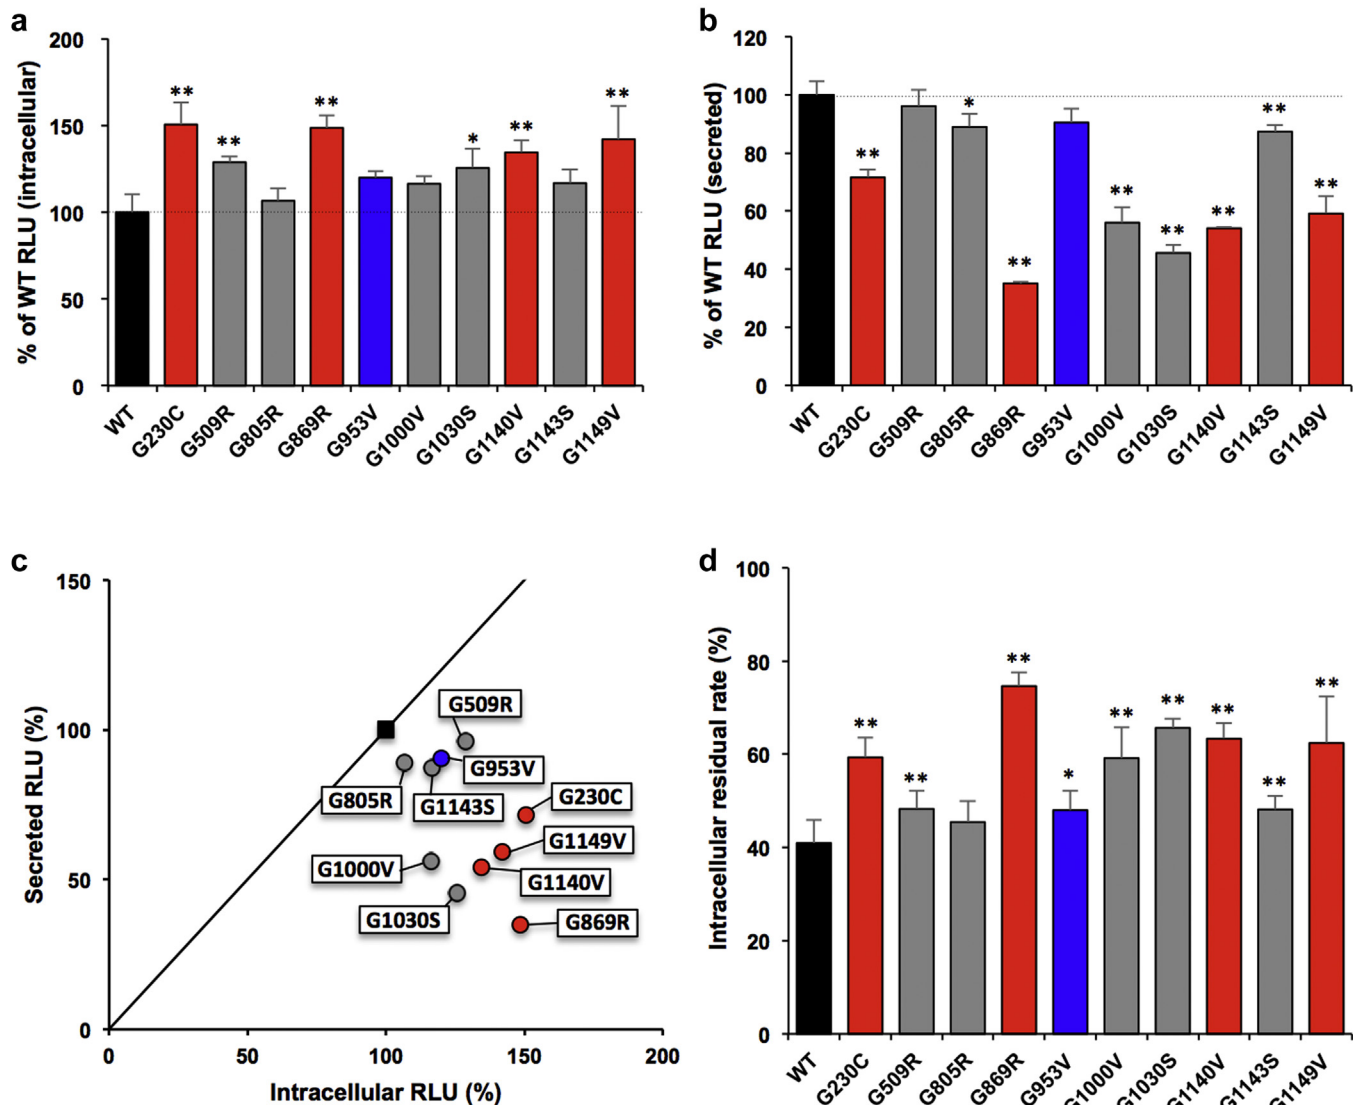 a
% of WT RLU (intracellular)
200
150
100
50
0
**
**
**
*
**
**
WT
G230C
G509R
G805R
G869R
G953V
G1000V
G1030S
G1140V
G1143S
G1149V
b
% of WT RLU (secreted)
120
100
80
60
40
20
0
**
*
**
**
**
**
**
**
WT
G230C
G509R
G805R
G869R
G953V
G1000V
G1030S
G1140V
G1143S
G1149V
c
Secreted RLU (%)
150
100
50
0
G509R
G953V
G805R
G1143S
G230C
G1149V
G1000V
G1140V
G1030S
G869R
0
50
100
150
200
Intracellular RLU (%)
d
Intracellular residual rate (%)
100
80
60
40
20
0
**
**
**
*
**
**
**
**
**
WT
G230C
G509R
G805R
G869R
G953V
G1000V
G1030S
G1140V
G1143S
G1149V